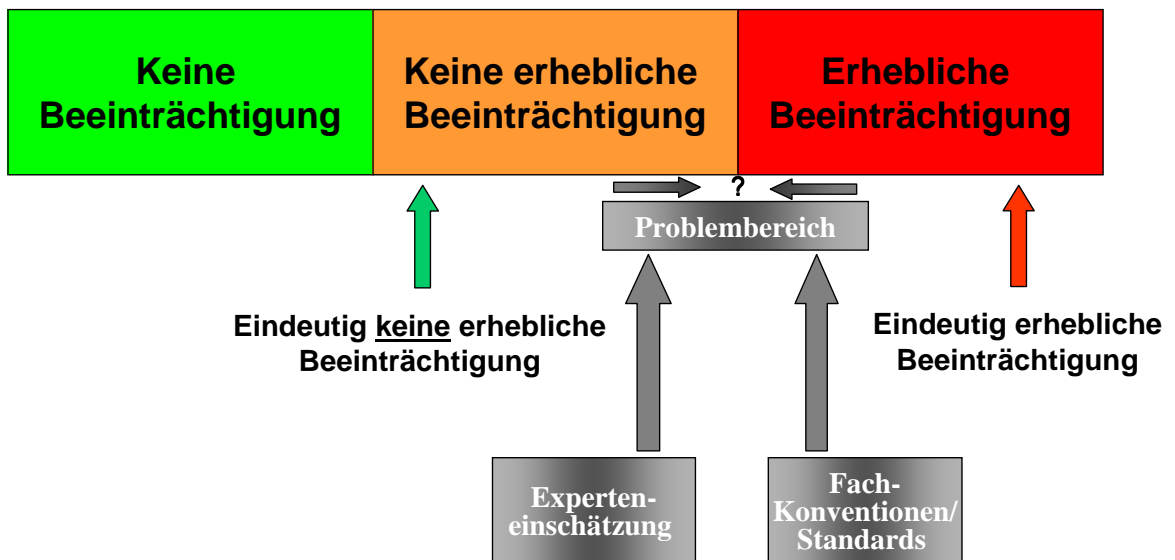 Keine
Beeinträchtigung
Keine erhebliche
Beeinträchtigung
Erhebliche
Beeinträchtigung
?
Problembereich
Eindeutig keine erhebliche
Beeinträchtigung
Eindeutig erhebliche
Beeinträchtigung
Experten-
einschätzung
Fach-
Konventionen/
Standards